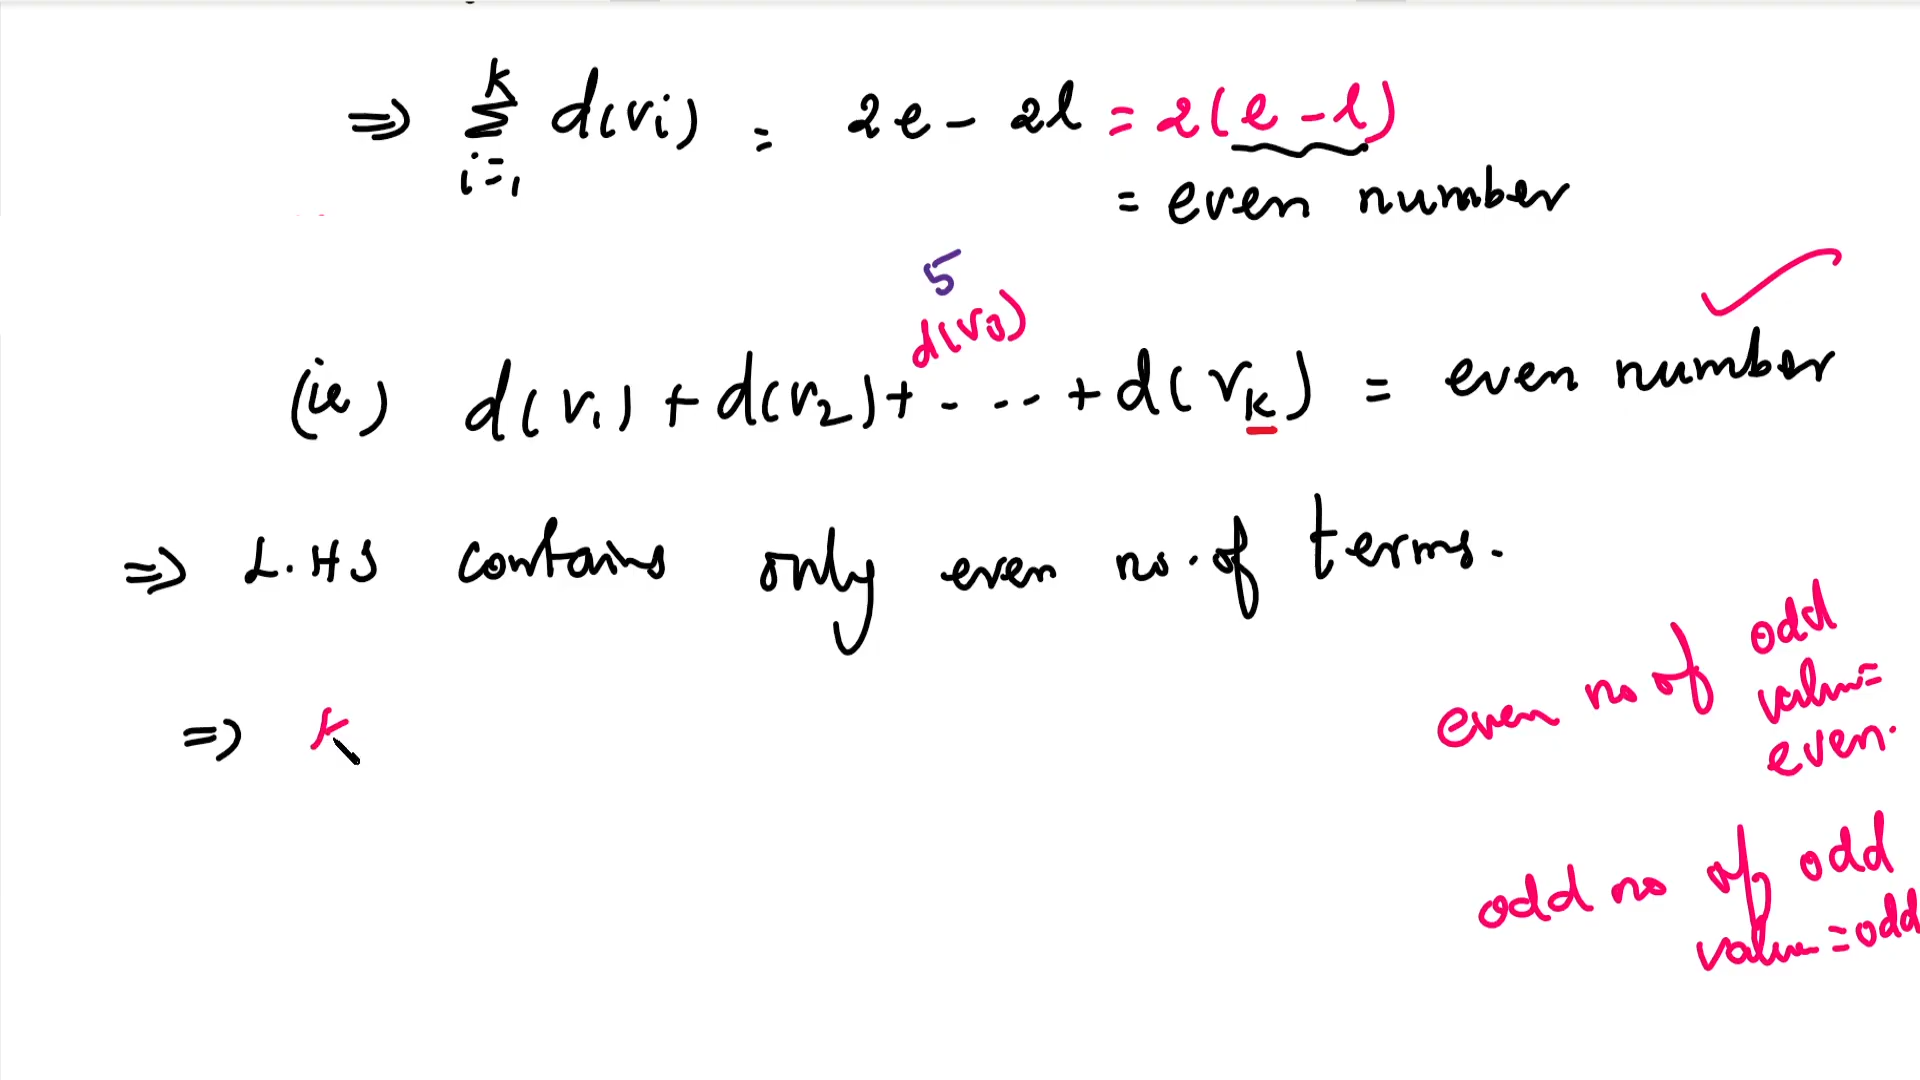 ⇒ k
Σ d(vi) = 2e - 2l = 2(e - l)
i=1
= even number
5
d(v3)
(ie) d(v1) + d(v2) + - - - + d(vk) = even number
⇒ L.HS contains only even no. of terms.
⇒ k
even no of odd
value =
even.
odd no of odd
value = odd